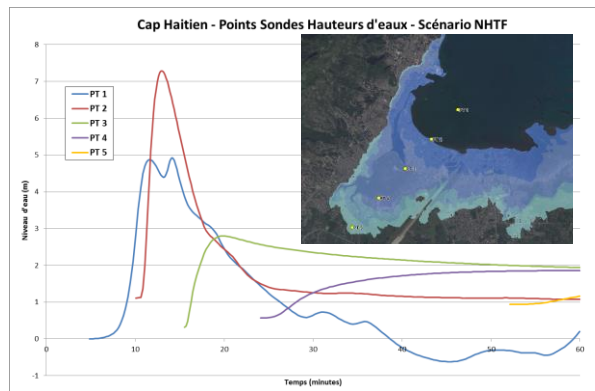 Cap Haitien - Points Sondes Hauteurs d'eaux - Scénario NHTF
8
7
6
5
4
3
2
1
0
-1
Niveau d'eau (m)
PT 1
PT 2
PT 3
PT 4
PT 5
0
10
20
30
40
50
60
Temps (minutes)